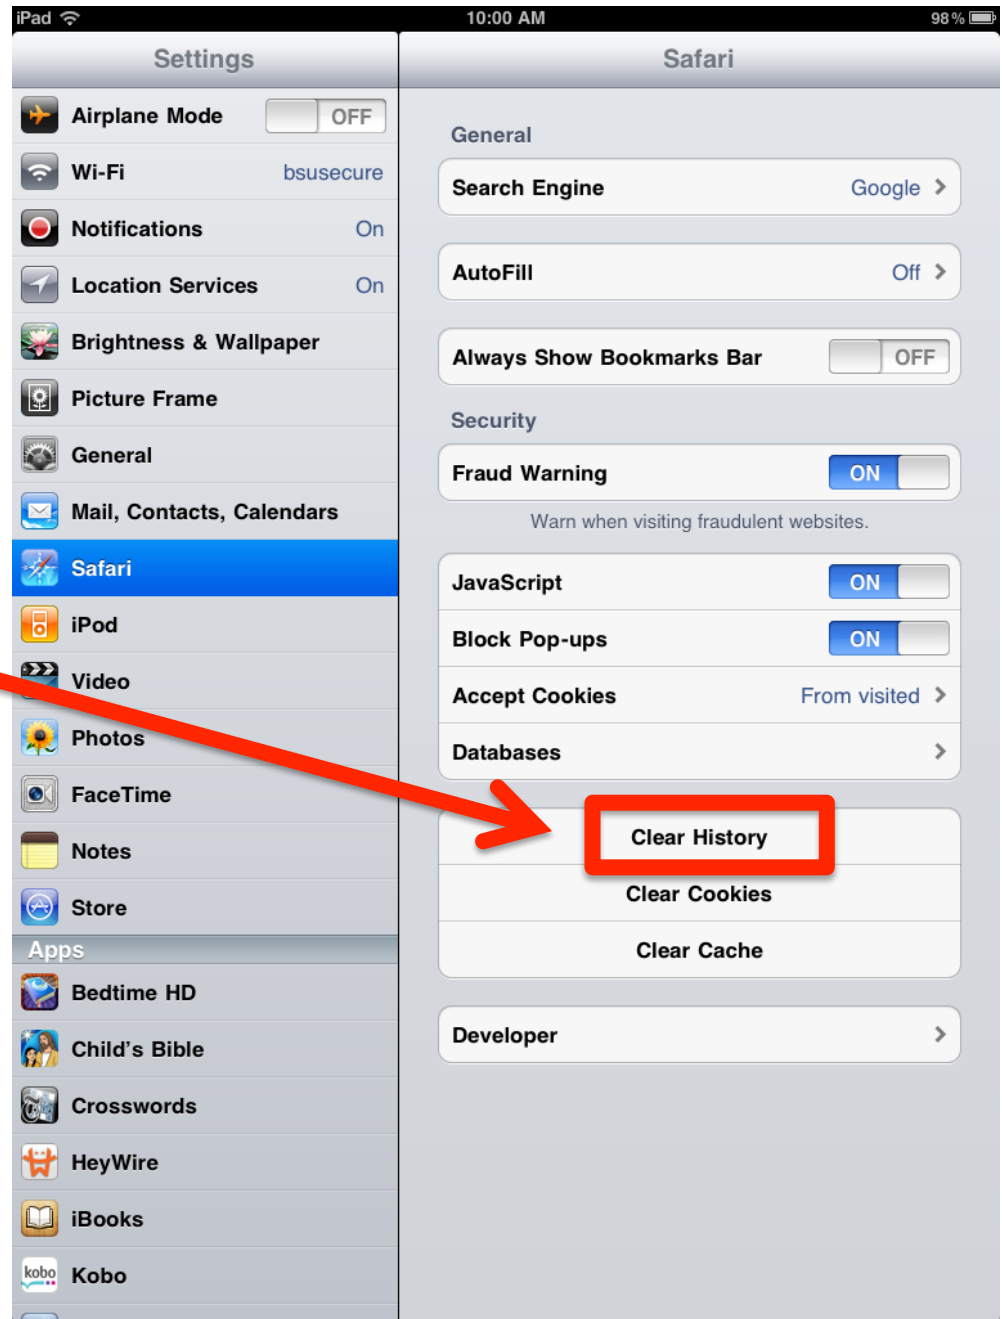 iPad 10:00 AM 98%
Settings
Safari
Airplane Mode OFF
Wi-Fi bsusecure
Notifications On
Location Services On
Brightness & Wallpaper
Picture Frame
General
Mail, Contacts, Calendars
Safari
iPod
Video
Photos
FaceTime
Notes
Store
Apps
Bedtime HD
Child's Bible
Crosswords
HeyWire
iBooks
kobo Kobo
General
Search Engine Google
AutoFill Off
Always Show Bookmarks Bar OFF
Security
Fraud Warning ON
Warn when visiting fraudulent websites.
JavaScript ON
Block Pop-ups ON
Accept Cookies From visited
Databases
Clear History
Clear Cookies
Clear Cache
Developer